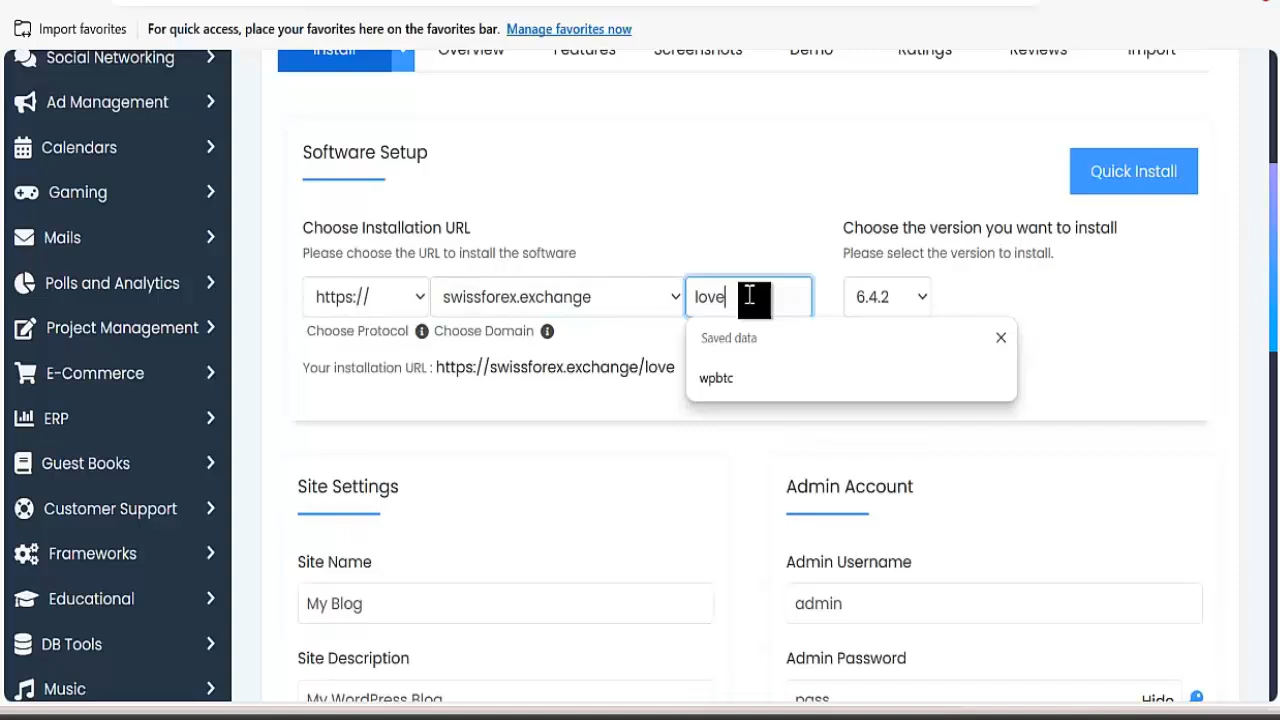 Import favorites For quick access, place your favorites here on the favorites bar. Manage favorites now
Social Networking
Ad Management
Calendars
Gaming
Mails
Polls and Analytics
Project Management
E-Commerce
ERP
Guest Books
Customer Support
Frameworks
Educational
DB Tools
Music
Install Overview Features Screenshots Demo Ratings Reviews Import
Software Setup
Quick Install
Choose Installation URL
Please choose the URL to install the software
Choose the version you want to install
Please select the version to install.
https:// swissforex.exchange love 6.4.2
Choose Protocol Choose Domain
Saved data
wpbtc
Your installation URL : https://swissforex.exchange/love
Site Settings
Site Name
My Blog
Site Description
My WordPress Blog
Admin Account
Admin Username
admin
Admin Password
pass Hide